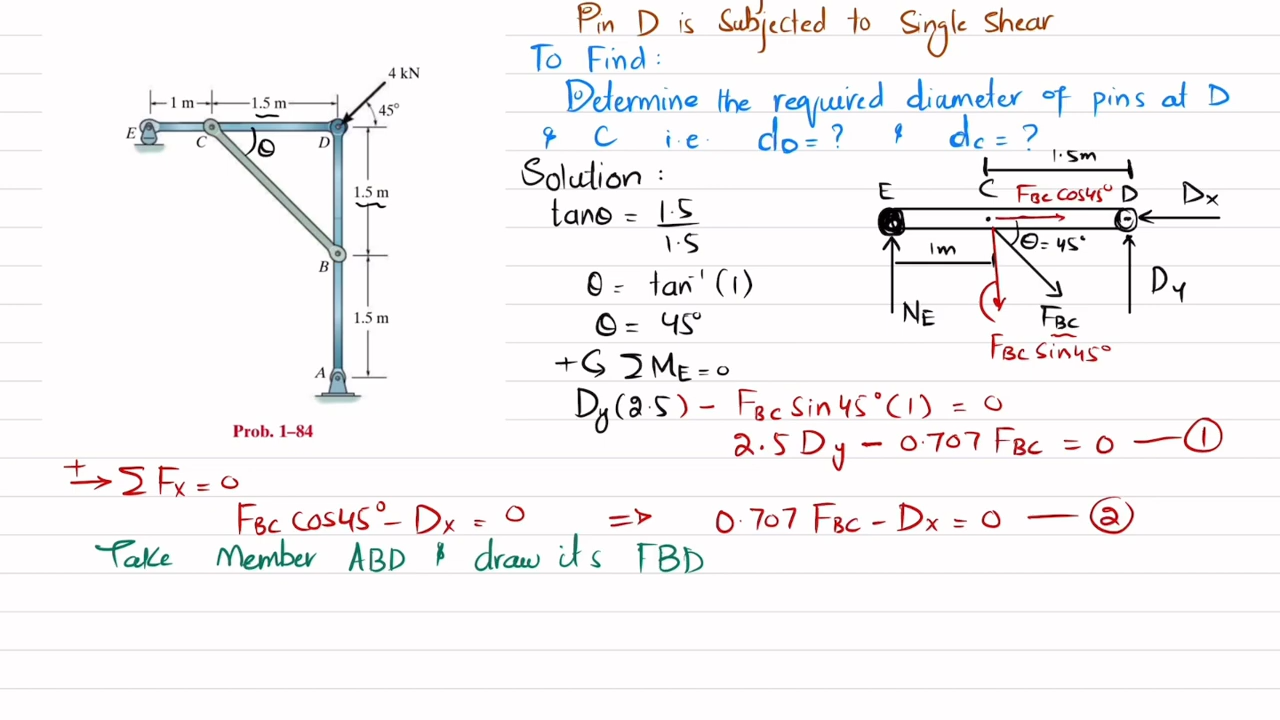 Pin D is Subjected to Single Shear
To Find:
Determine the required diameter of pins at D
& C i.e. dD = ? & dc = ?
4 kN
45°
1 m
1.5 m
E
C
θ
D
1.5 m
B
1.5 m
A
Prob. 1–84
Solution:
tanθ = 1.5
1.5
θ = tan⁻¹(1)
θ = 45°
1.5m
E C FBC cos45° D Dx
θ = 45°
1m
NE
FBC
Dy
FBC sin45°
+↺ ΣME = 0
Dy(2.5) - FBC Sin45°(1) = 0
2.5 Dy - 0.707 FBC = 0 — ①
+→ ΣFx = 0
FBC cos45° - Dx = 0 => 0.707 FBC - Dx = 0 — ②
Take Member ABD & draw its FBD